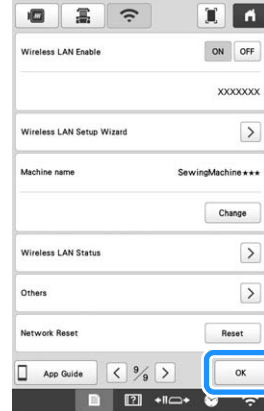 Wireless LAN Enable
ON OFF
XXXXXXX
Wireless LAN Setup Wizard
Machine name SewingMachine★★★
Change
Wireless LAN Status
Others
Network Reset Reset
App Guide 9/9 OK